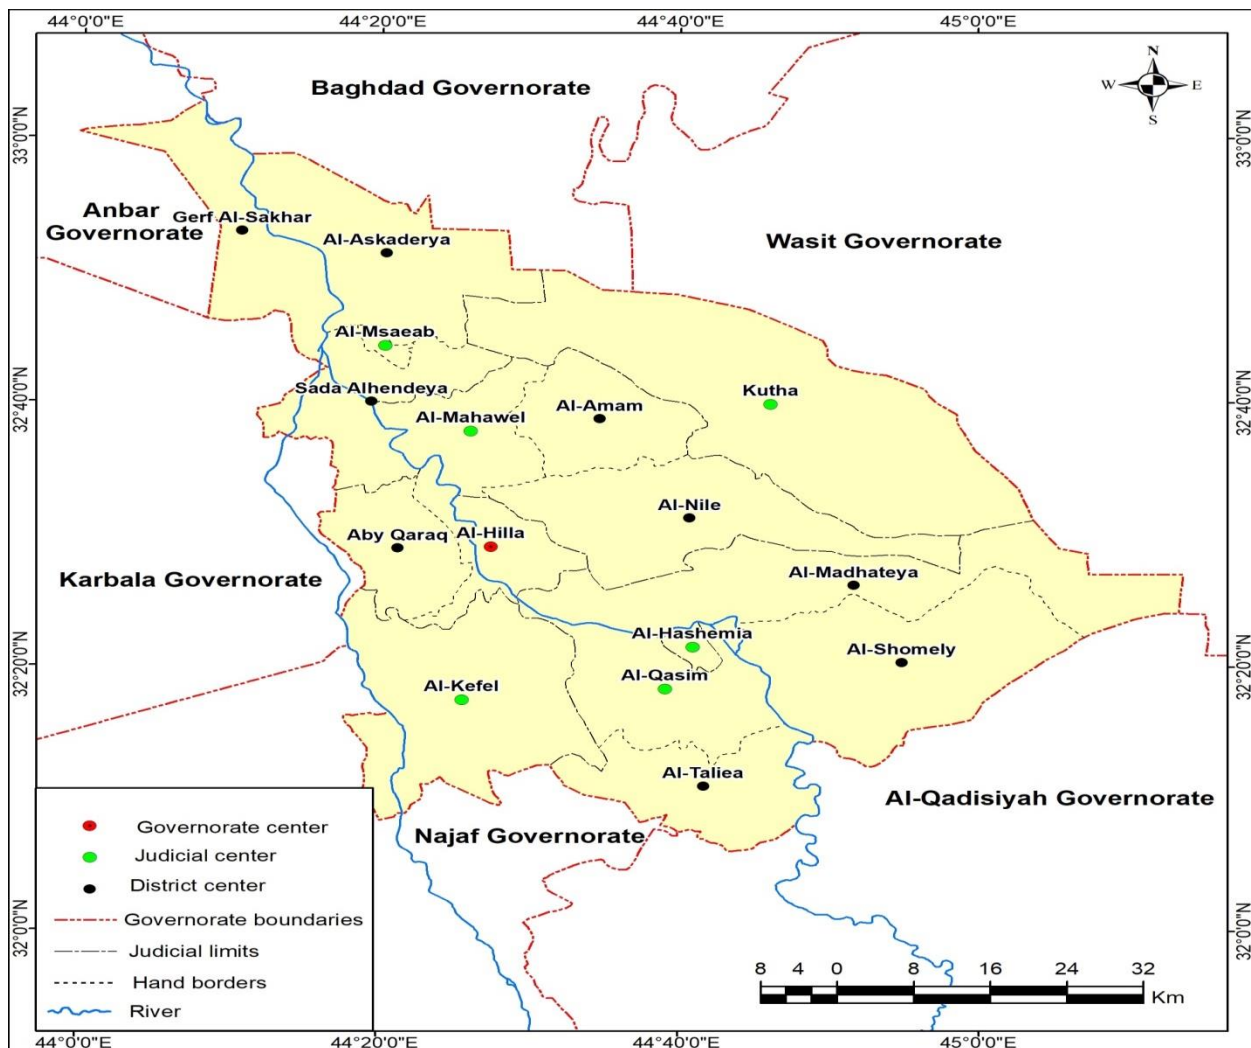 44°0'0"E 44°20'0"E 44°40'0"E 45°0'0"E
N
W E
S
Baghdad Governorate
33°0'0"N 33°0'0"N
Anbar
Governorate
Gerf Al-Sakhar
Al-Askaderya
Wasit Governorate
Al-Msaeab
Sada Alhendeya
Kutha
32°40'0"N 32°40'0"N
Al-Mahawel
Al-Amam
Al-Nile
Aby Qaraq
Al-Hilla
Karbala Governorate
Al-Madhateya
Al-Hashemia
Al-Shomely
32°20'0"N 32°20'0"N
Al-Kefel
Al-Qasim
Al-Taliea
Al-Qadisiyah Governorate
Najaf Governorate
Governorate center
Judicial center
District center
Governorate boundaries
32°0'0"N 32°0'0"N
Judicial limits
Hand borders
River
8 4 0 8 16 24 32
Km
44°0'0"E 44°20'0"E 44°40'0"E 45°0'0"E